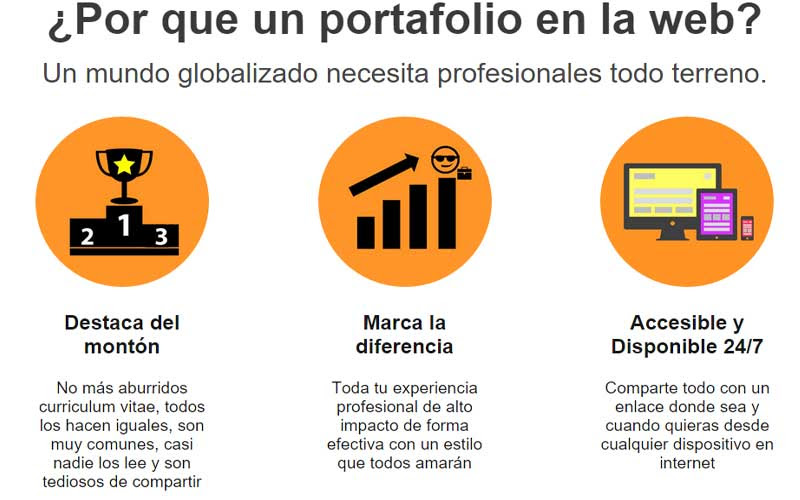 ¿Por que un portafolio en la web?
Un mundo globalizado necesita profesionales todo terreno.
1
2
3
Destaca del
montón
No más aburridos
curriculum vitae, todos
los hacen iguales, son
muy comunes, casi
nadie los lee y son
tediosos de compartir
Marca la
diferencia
Toda tu experiencia
profesional de alto
impacto de forma
efectiva con un estilo
que todos amarán
Accesible y
Disponible 24/7
Comparte todo con un
enlace donde sea y
cuando quieras desde
cualquier dispositivo en
internet